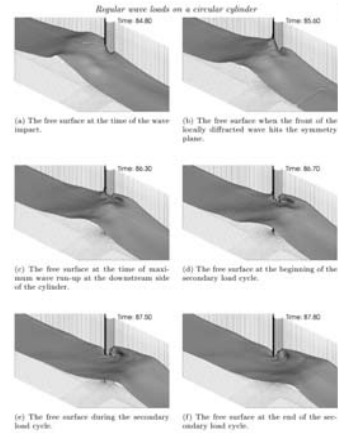 Regular wave loads on a circular cylinder
Time: 84.80
Time: 85.60
(a) The free surface at the time of the wave
impact.
(b) The free surface when the front of the
locally diffracted wave hits the symmetry
plane.
Time: 86.30
Time: 86.70
(c) The free surface at the time of maxi-
mum wave run-up at the downstream side
of the cylinder.
(d) The free surface at the beginning of the
secondary load cycle.
Time: 87.50
Time: 87.80
(e) The free surface during the secondary
load cycle.
(f) The free surface at the end of the sec-
ondary load cycle.